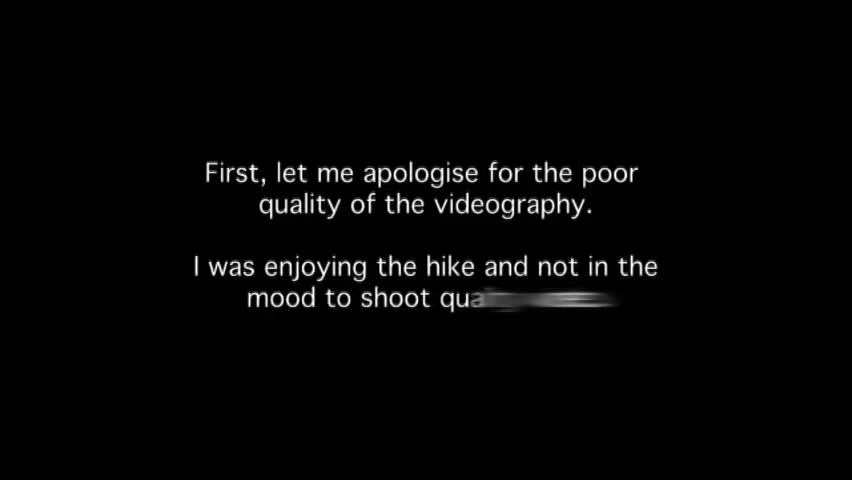 First, let me apologise for the poor
quality of the videography.
I was enjoying the hike and not in the
mood to shoot